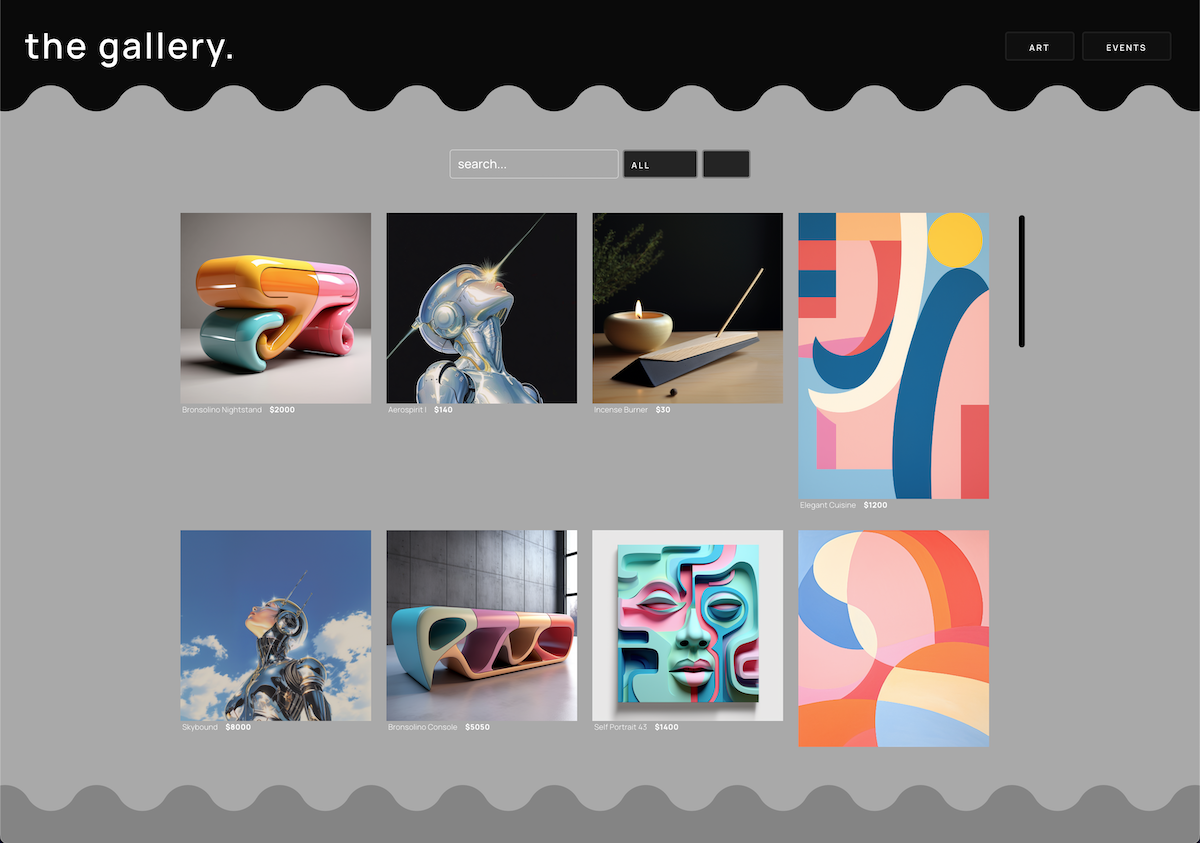 the gallery.
ART
EVENTS
search...
ALL
Bronsolino Nightstand $2000
Aerospirit I $140
Incense Burner $30
Elegant Cuisine $1200
Skybound $8000
Bronsolino Console $5050
Self Portrait 43 $1400